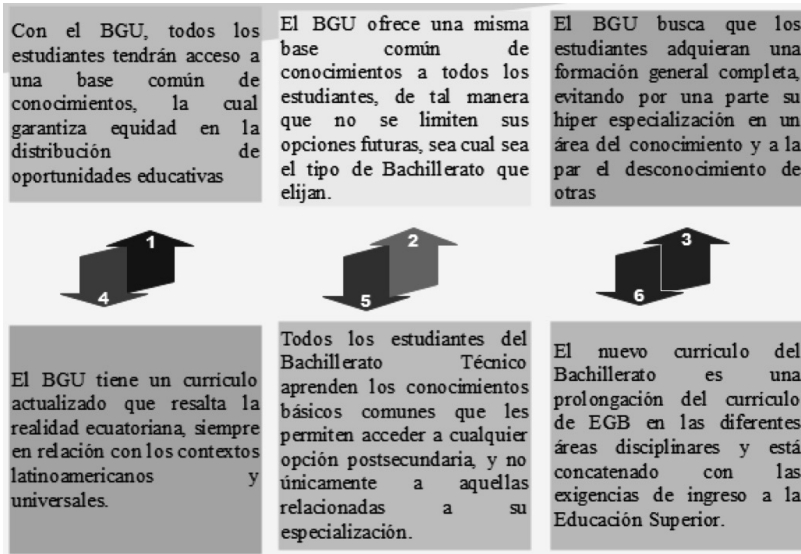 Con el BGU, todos los
estudiantes tendrán acceso a
una base común de
conocimientos, la cual
garantiza equidad en la
distribución de
oportunidades educativas
El BGU ofrece una misma
base común de
conocimientos a todos los
estudiantes, de tal manera
que no se limiten sus
opciones futuras, sea cual sea
el tipo de Bachillerato que
elijan.
El BGU busca que los
estudiantes adquieran una
formación general completa,
evitando por una parte su
hiper especialización en un
área del conocimiento y a la
par el desconocimiento de
otras
1
4
2
5
3
6
El BGU tiene un currículo
actualizado que resalta la
realidad ecuatoriana, siempre
en relación con los contextos
latinoamericanos y
universales.
Todos los estudiantes del
Bachillerato Técnico
aprenden los conocimientos
básicos comunes que les
permiten acceder a cualquier
opción postsecundaria, y no
únicamente a aquellas
relacionadas a su
especialización.
El nuevo currículo del
Bachillerato es una
prolongación del currículo
de EGB en las diferentes
áreas disciplinares y está
concatenado con las
exigencias de ingreso a la
Educación Superior.